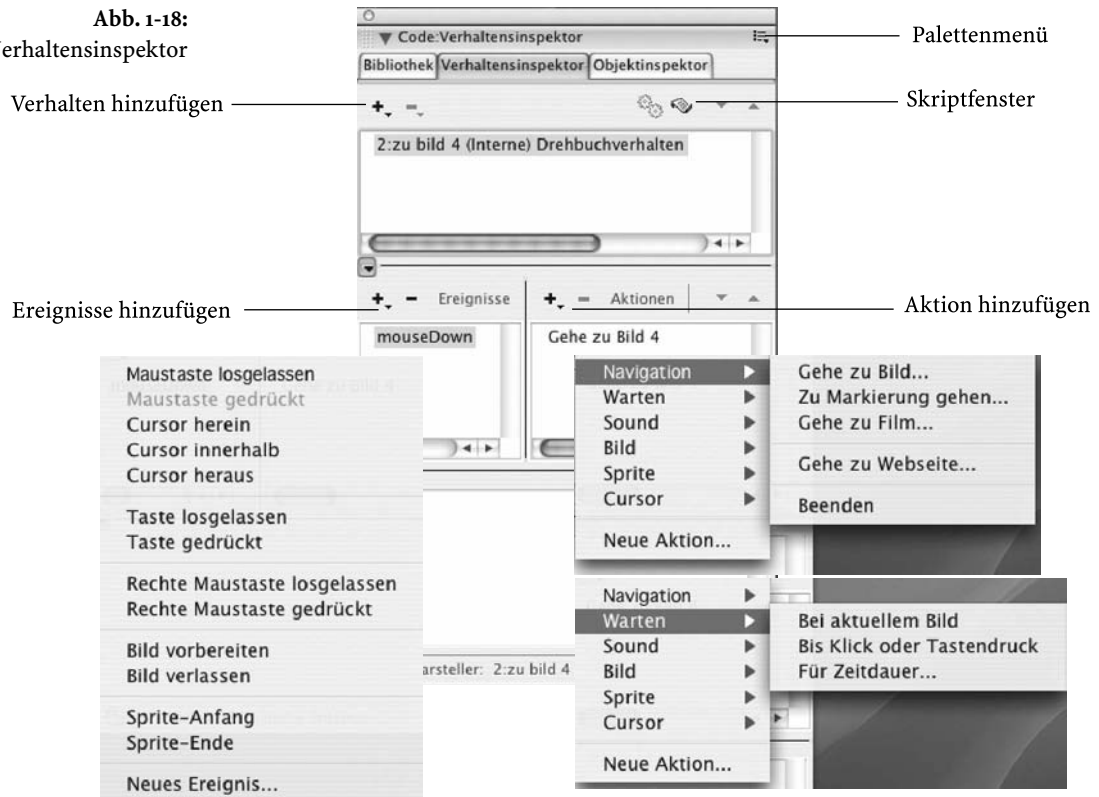 Abb. 1-18:
erhaltensinspektor
Code:Verhaltensinspektor
Palettenmenü
Bibliothek Verhaltensinspektor Objektinspektor
Verhalten hinzufügen
Skriptfenster
2:zu bild 4 (Interne) Drehbuchverhalten
Ereignisse hinzufügen
Ereignisse
Aktionen
Aktion hinzufügen
mouseDown
Gehe zu Bild 4
Maustaste losgelassen
Maustaste gedrückt
Cursor herein
Cursor innerhalb
Cursor heraus
Taste losgelassen
Taste gedrückt
Rechte Maustaste losgelassen
Rechte Maustaste gedrückt
Bild vorbereiten
Bild verlassen
Sprite-Anfang
Sprite-Ende
Neues Ereignis...
Navigation
Warten
Sound
Bild
Sprite
Cursor
Neue Aktion...
Gehe zu Bild...
Zu Markierung gehen...
Gehe zu Film...
Gehe zu Webseite...
Beenden
arsteller: 2:zu bild 4
Navigation
Warten
Sound
Bild
Sprite
Cursor
Neue Aktion...
Bei aktuellem Bild
Bis Klick oder Tastendruck
Für Zeitdauer...